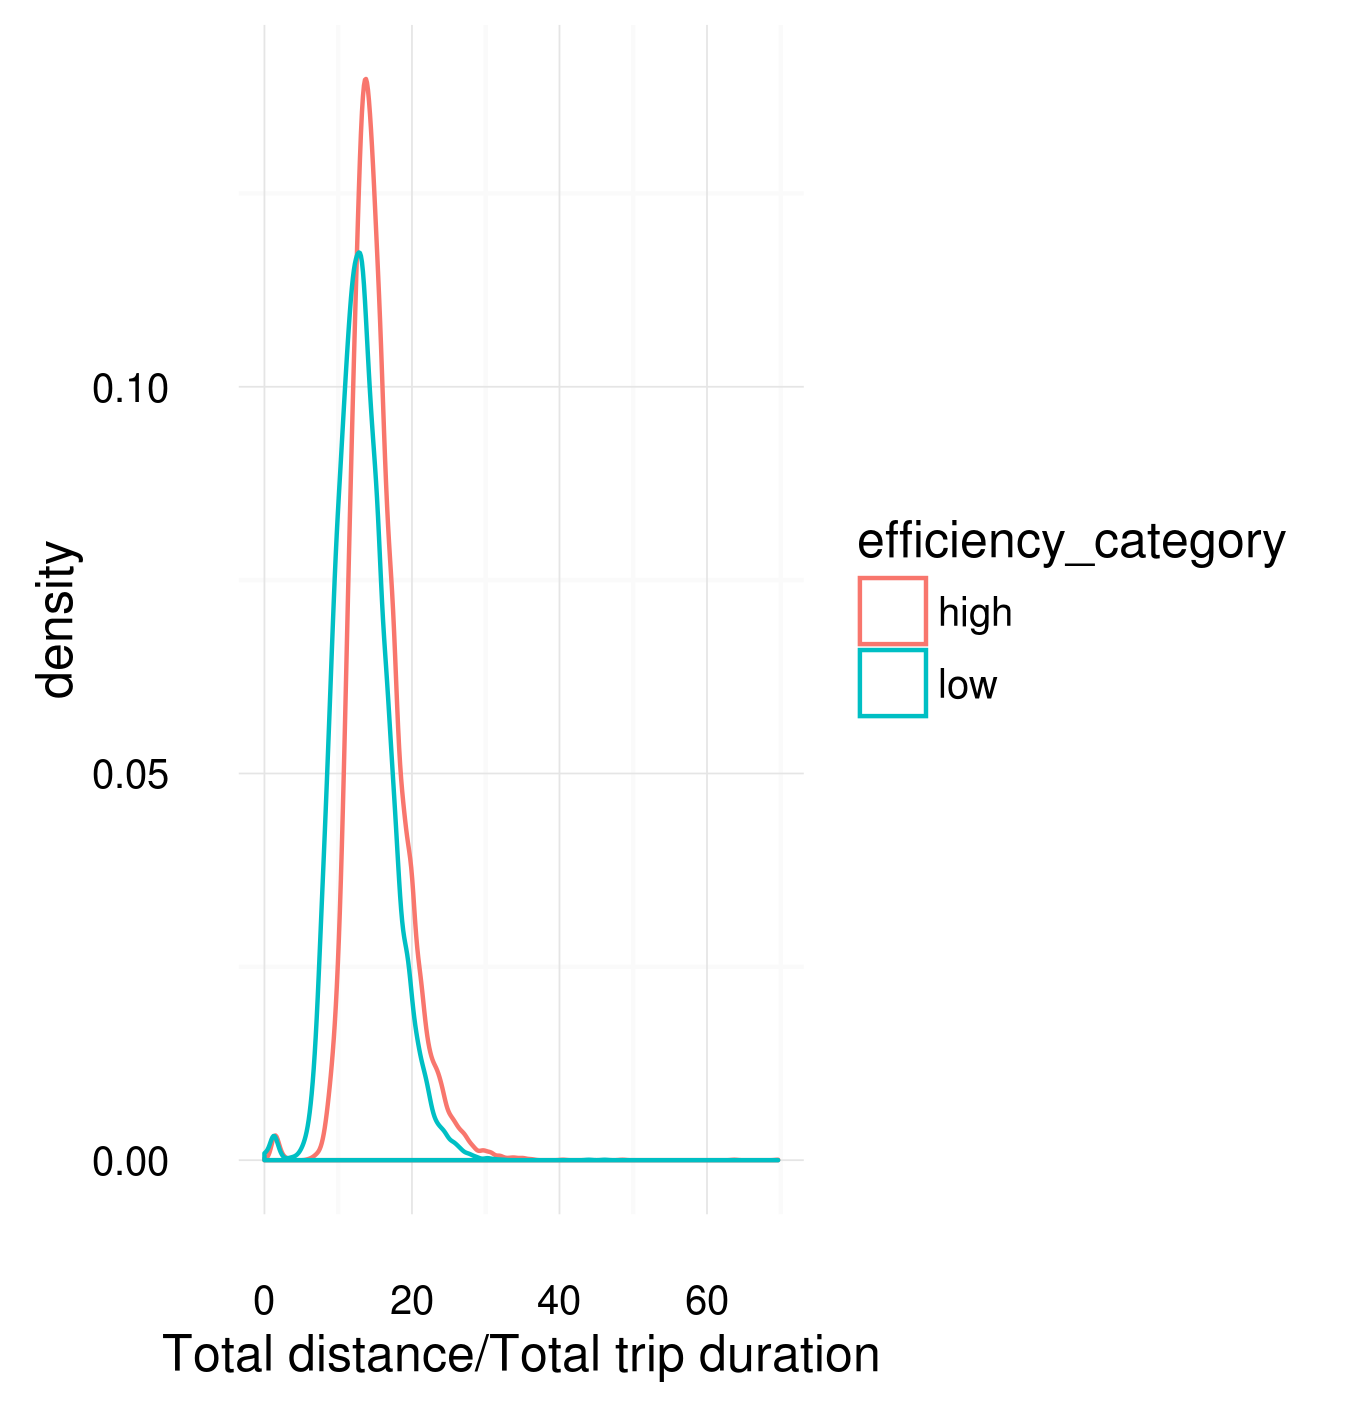 density
0.10
0.05
0.00
0 20 40 60
Total distance/Total trip duration
efficiency_category
high
low